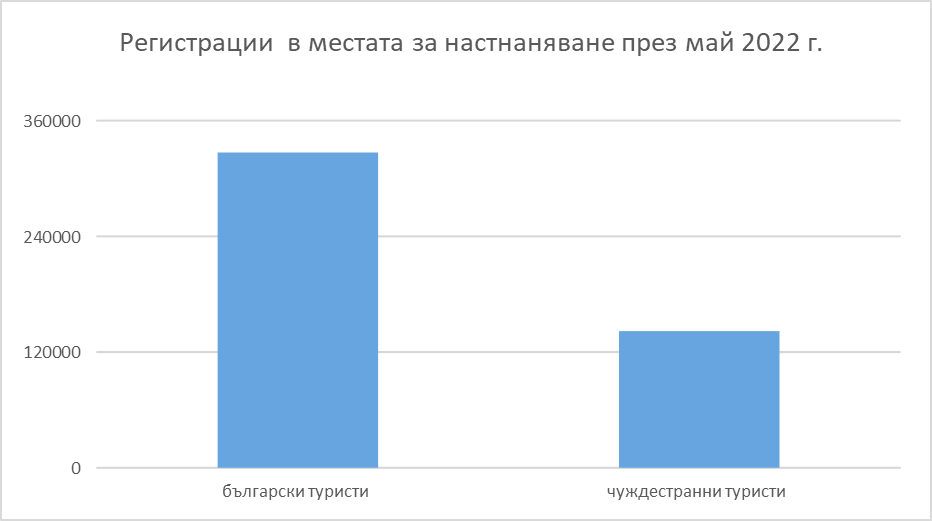 Регистрации  в местата за настнаняване през май 2022 г.
360000
240000
120000
0
български туристи
чуждестранни туристи